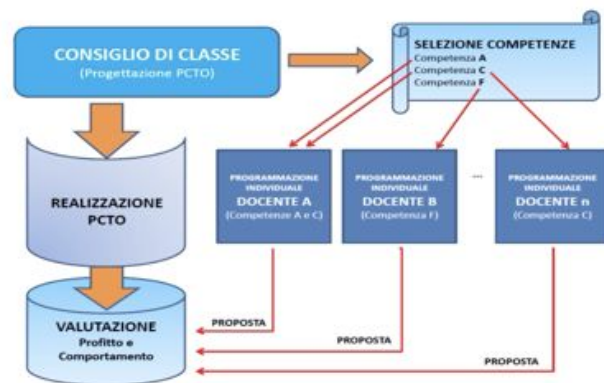 CONSIGLIO DI CLASSE
(Progettazione PCTO)
SELEZIONE COMPETENZE
Competenza A
Competenza C
Competenza F
REALIZZAZIONE
PCTO
PROGRAMMAZIONE
INDIVIDUALE
DOCENTE A
(Competenze A e C)
PROGRAMMAZIONE
INDIVIDUALE
DOCENTE B
(Competenza F)
...
PROGRAMMAZIONE
INDIVIDUALE
DOCENTE n
(Competenza C)
VALUTAZIONE
Profitto e
Comportamento
PROPOSTA
PROPOSTA
PROPOSTA